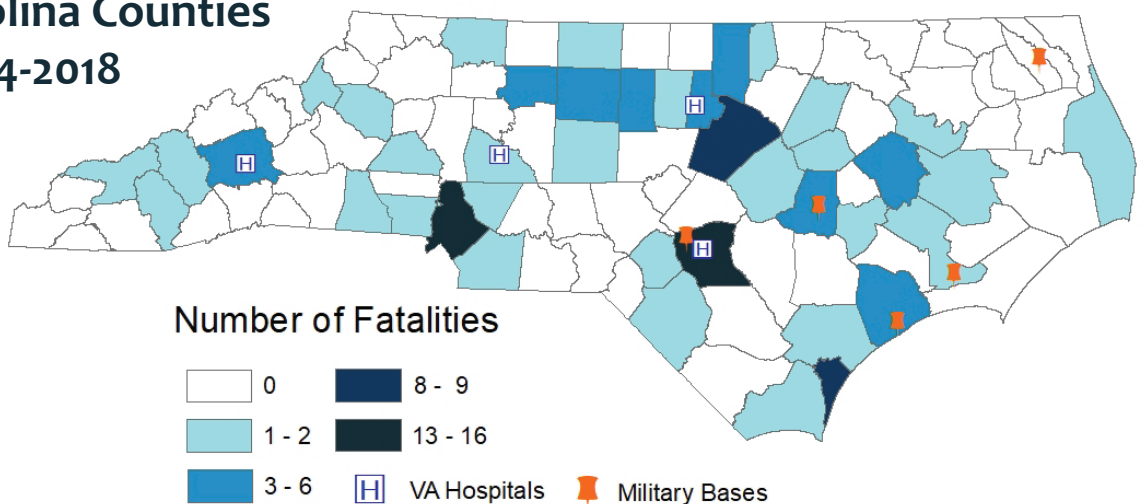 olina Counties
4-2018
Number of Fatalities
0
8 - 9
1 - 2
13 - 16
3 - 6
H VA Hospitals
Military Bases
H
H
H
H